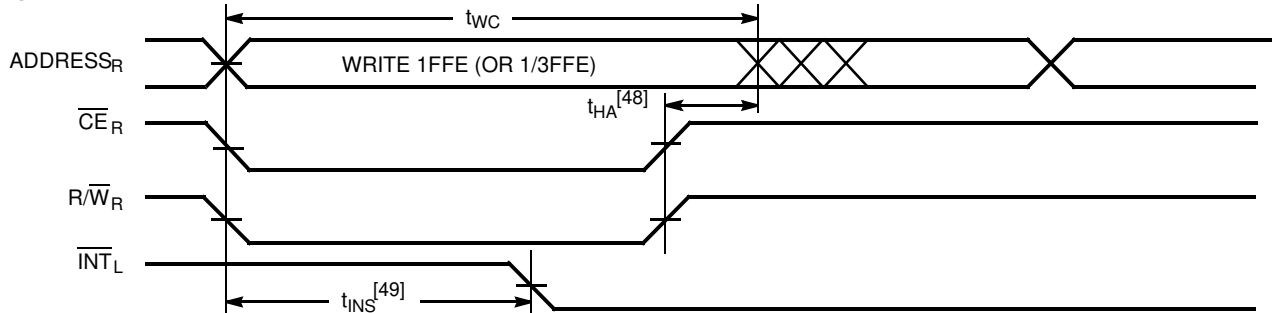 tWC
ADDRESSR
WRITE 1FFE (OR 1/3FFE)
tHA[48]
CER
R/WR
INTL
tINS[49]